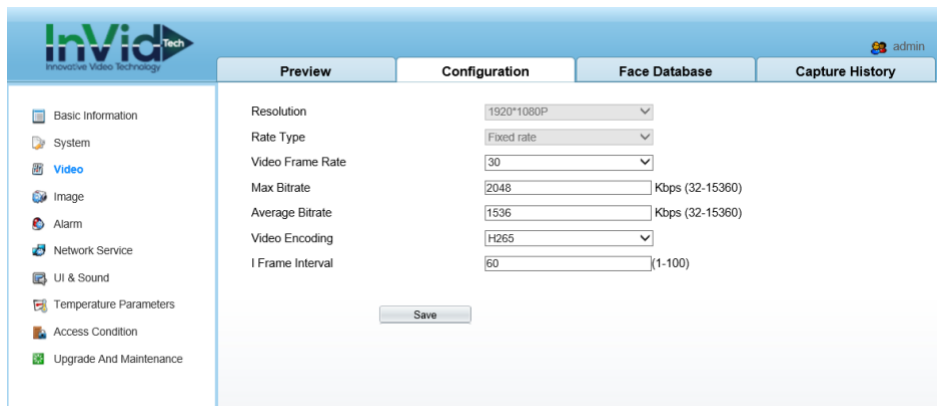 InVid Tech
Innovative Video Technology
admin
Preview Configuration Face Database Capture History
Basic Information
System
Video
Image
Alarm
Network Service
UI & Sound
Temperature Parameters
Access Condition
Upgrade And Maintenance
Resolution 1920*1080P
Rate Type Fixed rate
Video Frame Rate 30
Max Bitrate 2048 Kbps (32-15360)
Average Bitrate 1536 Kbps (32-15360)
Video Encoding H265
I Frame Interval 60 (1-100)
Save